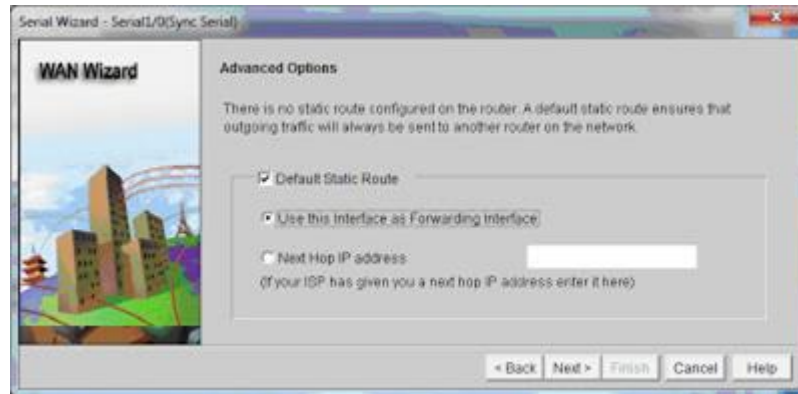 Serial Wizard - Serial1/0(Sync Serial)
WAN Wizard
Advanced Options
There is no static route configured on the router. A default static route ensures that
outgoing traffic will always be sent to another router on the network.
Default Static Route
Use this Interface as Forwarding Interface
Next Hop IP address
(If your ISP has given you a next hop IP address enter it here)
< Back Next > Finish Cancel Help